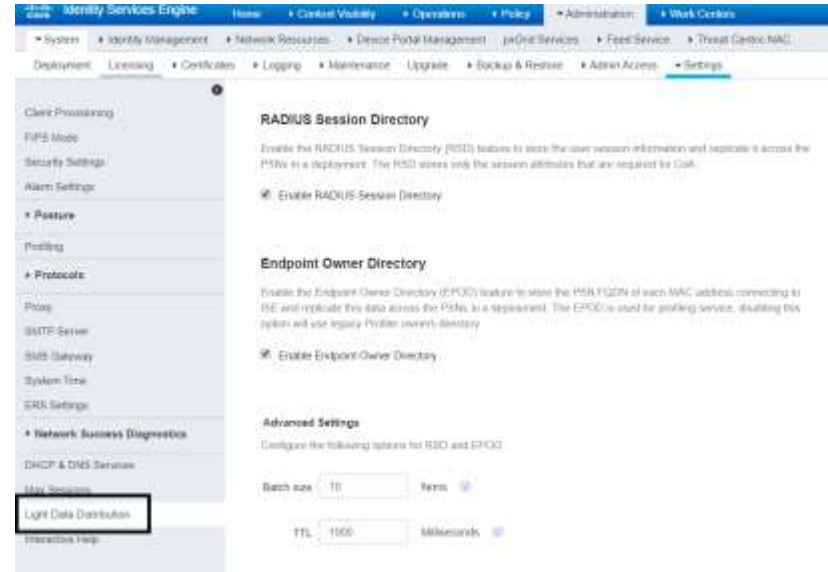 cisco Identity Services Engine Home Context Visibility Operations Policy Administration Work Centers
System Identity Management Network Resources Device Portal Management pxGrid Services Feed Service Threat Centric NAC
Deployment Licensing Certificates Logging Maintenance Upgrade Backup & Restore Admin Access Settings
Client Provisioning
FIPS Mode
Security Settings
Alarm Settings
Posture
Profiling
Protocols
Proxy
SMTP Server
SMS Gateway
System Time
ERS Settings
Network Success Diagnostics
DHCP & DNS Services
Max Sessions
Light Data Distribution
Interactive Help
RADIUS Session Directory
Enable the RADIUS Session Directory (RSD) feature to store the user session information and replicate it across the
PSNs in a deployment. The RSD stores only the session attributes that are required for CoA.
Enable RADIUS Session Directory
Endpoint Owner Directory
Enable the Endpoint Owner Directory (EPOD) feature to store the PSN FQDN of each MAC address connecting to
ISE and replicate this data across the PSNs in a deployment. The EPOD is used for profiling service, disabling this
option will use legacy Profiler owners directory
Enable Endpoint Owner Directory
Advanced Settings
Configure the following options for RSD and EPOD
Batch size 10 Items
TTL 1000 Milliseconds